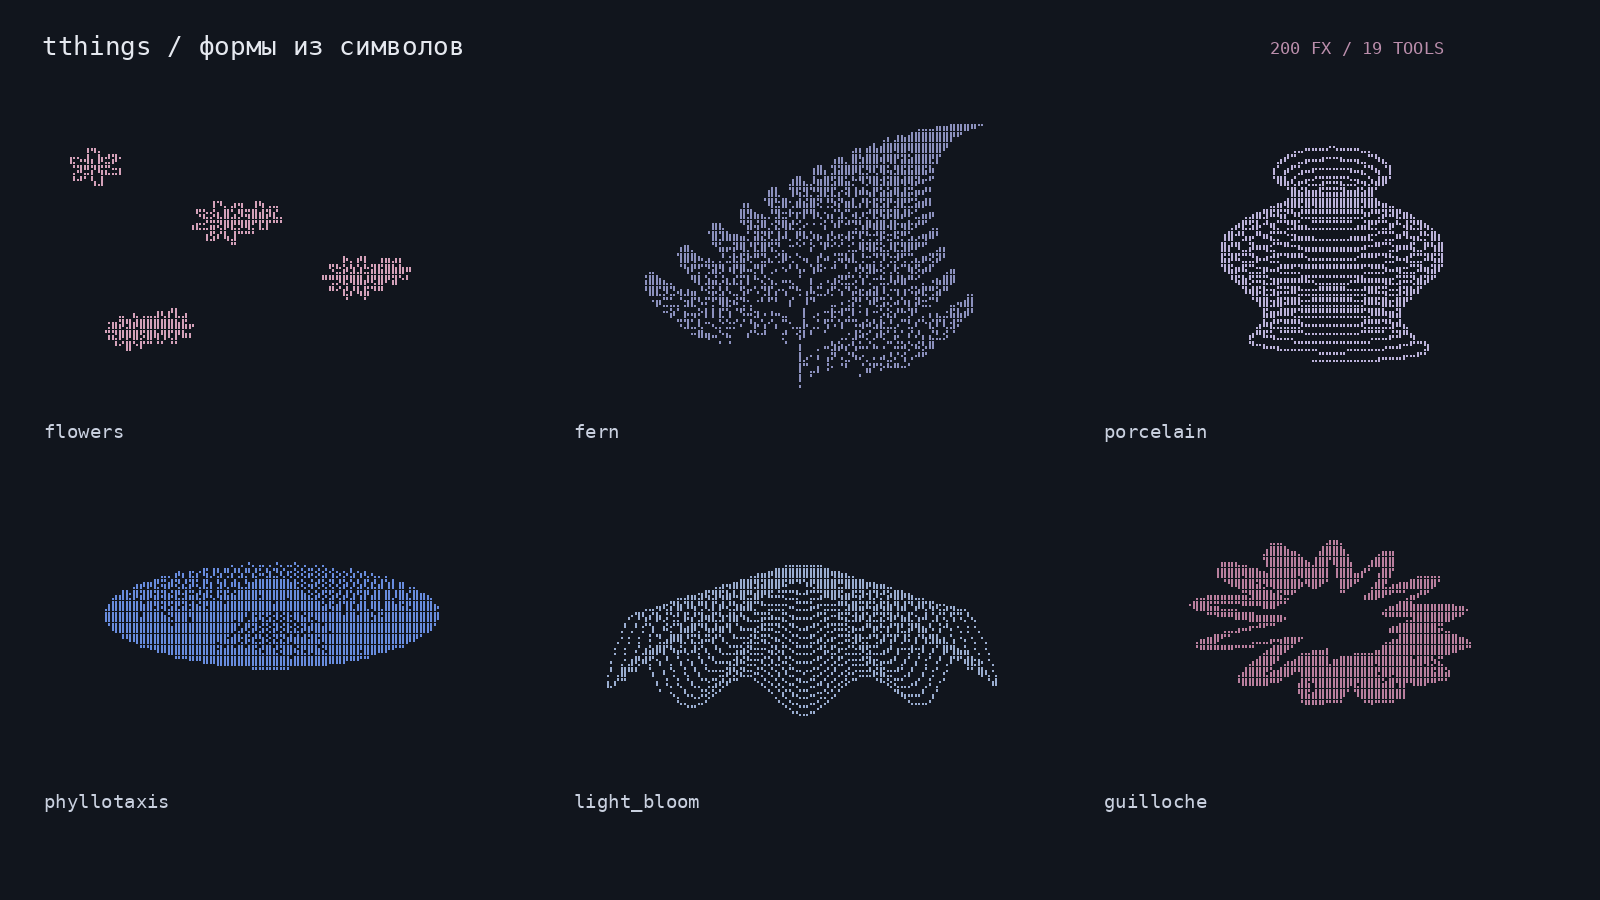 tthings / формы из символов
200 FX / 19 TOOLS
flowers
fern
porcelain
phyllotaxis
light_bloom
guilloche